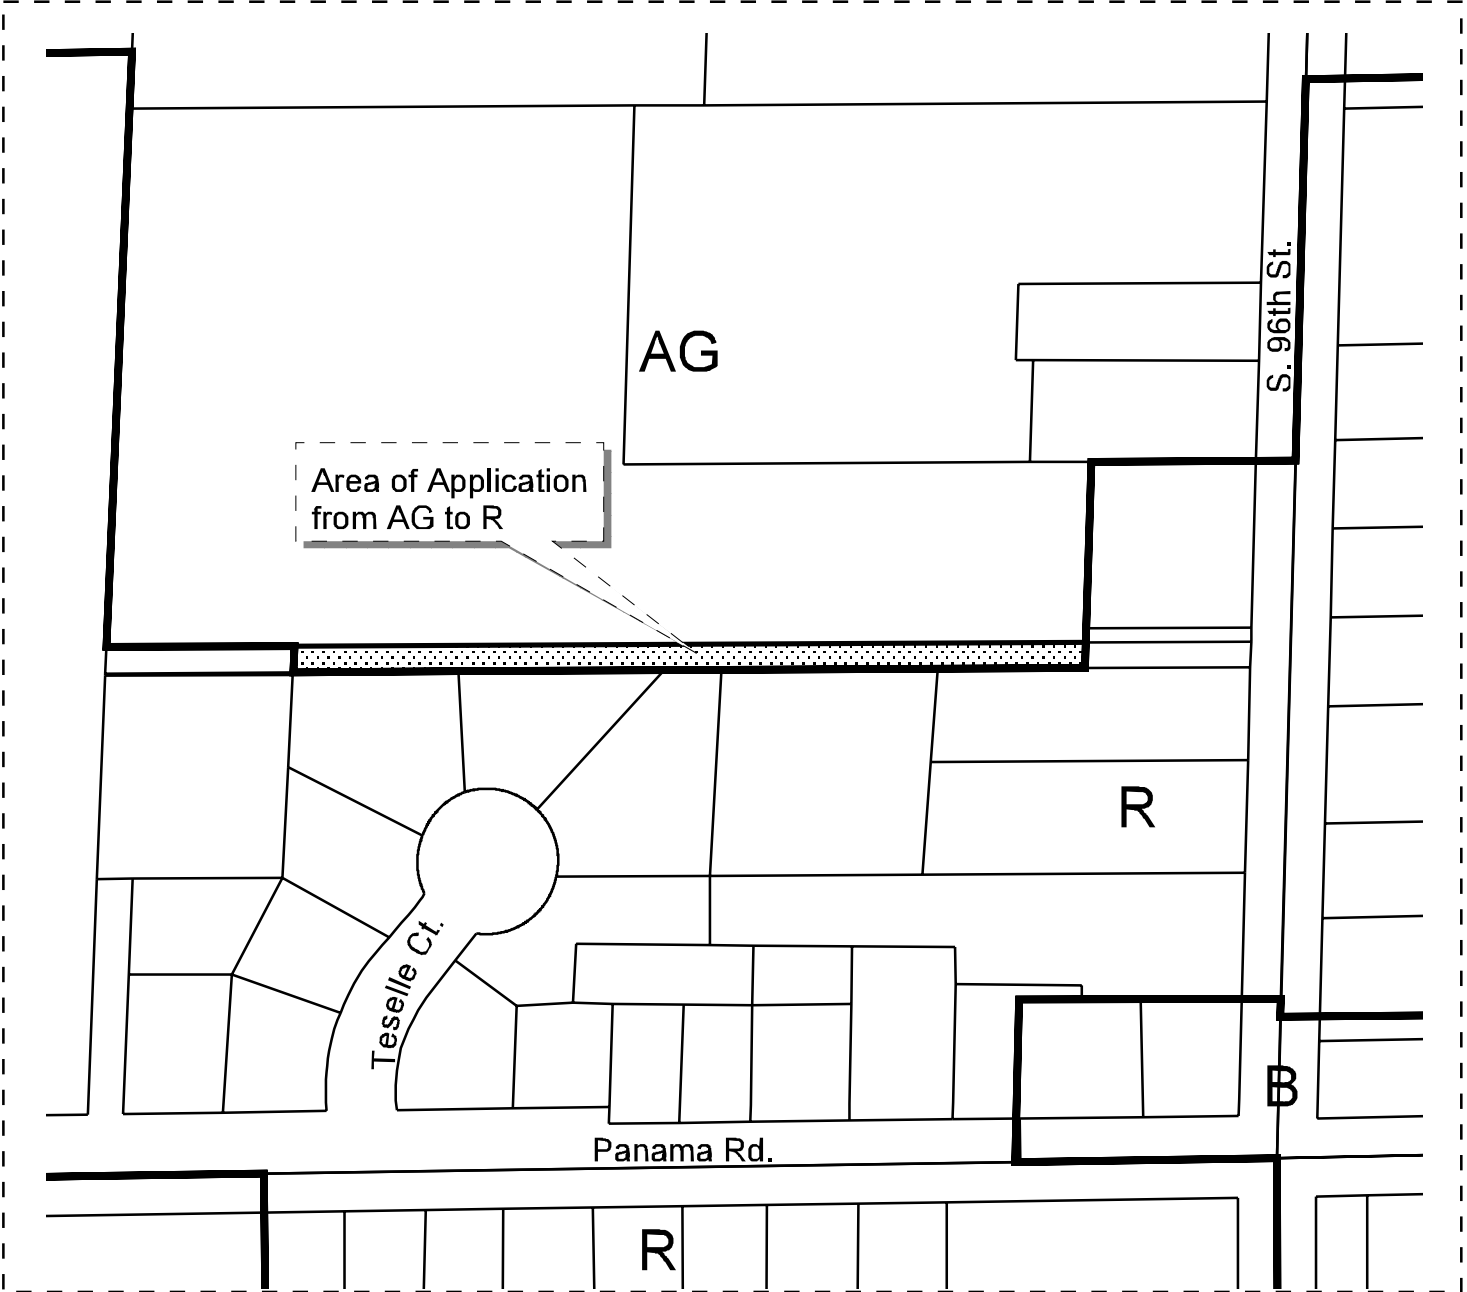 S. 96th St.
AG
Area of Application
from AG to R
R
Teselle Ct.
B
Panama Rd.
R